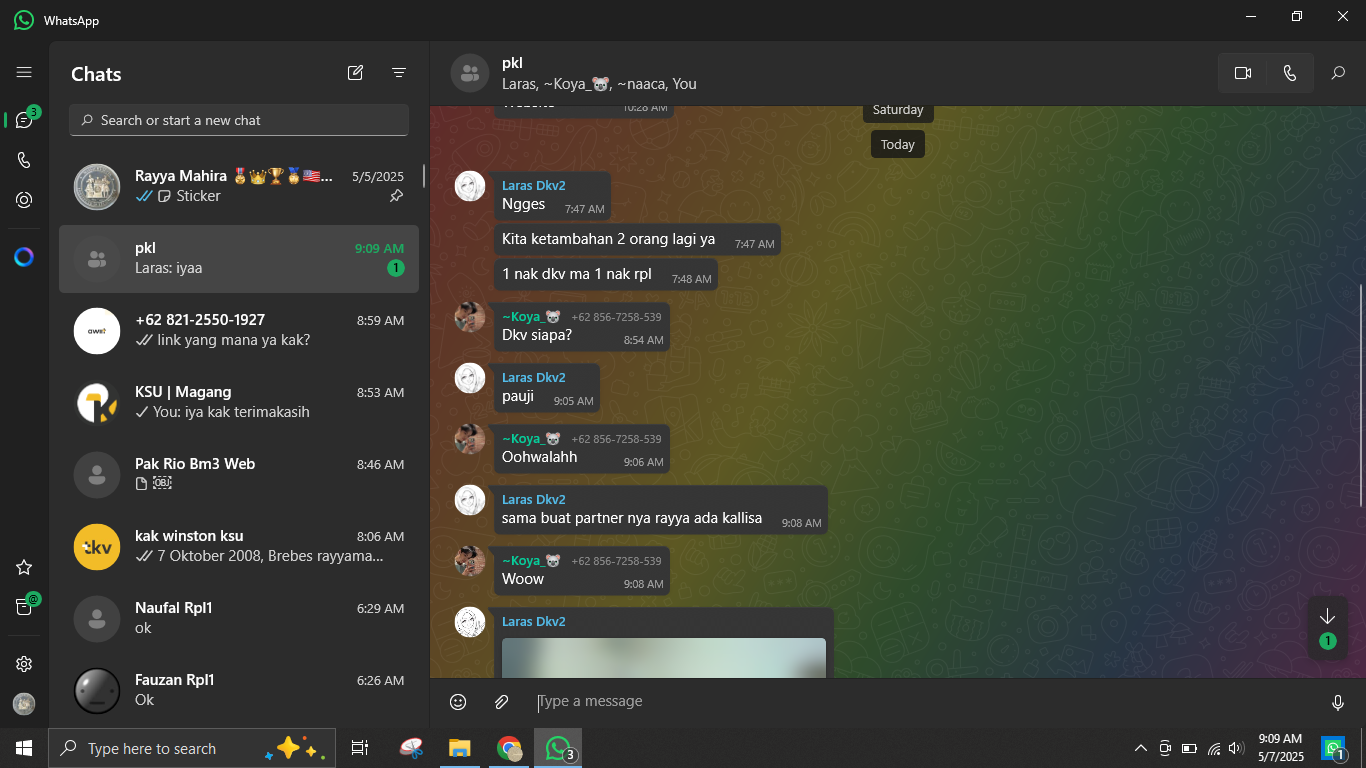 WhatsApp
Chats
3
Search or start a new chat
Rayya Mahira 🥇👑🏆🏅🇺🇸... 5/5/2025
Sticker
pkl 9:09 AM
Laras: iyaa 1
+62 821-2550-1927 8:59 AM
link yang mana ya kak?
KSU | Magang 8:53 AM
You: iya kak terimakasih
Pak Rio Bm3 Web 8:46 AM
OBJ
kak winston ksu 8:06 AM
7 Oktober 2008, Brebes rayyama...
Naufal Rpl1 6:29 AM
ok
@
Fauzan Rpl1 6:26 AM
Ok
pkl
Laras, ~Koya_🐨, ~naaca, You
10:28 AM
Saturday
Today
Laras Dkv2
Ngges 7:47 AM
Kita ketambahan 2 orang lagi ya 7:47 AM
1 nak dkv ma 1 nak rpl 7:48 AM
~Koya_🐨 +62 856-7258-539
Dkv siapa? 8:54 AM
Laras Dkv2
pauji 9:05 AM
~Koya_🐨 +62 856-7258-539
Oohwalahh 9:06 AM
Laras Dkv2
sama buat partner nya rayya ada kallisa 9:08 AM
~Koya_🐨 +62 856-7258-539
Woow 9:08 AM
Laras Dkv2
1
Type a message
Type here to search
3
9:09 AM
5/7/2025
1